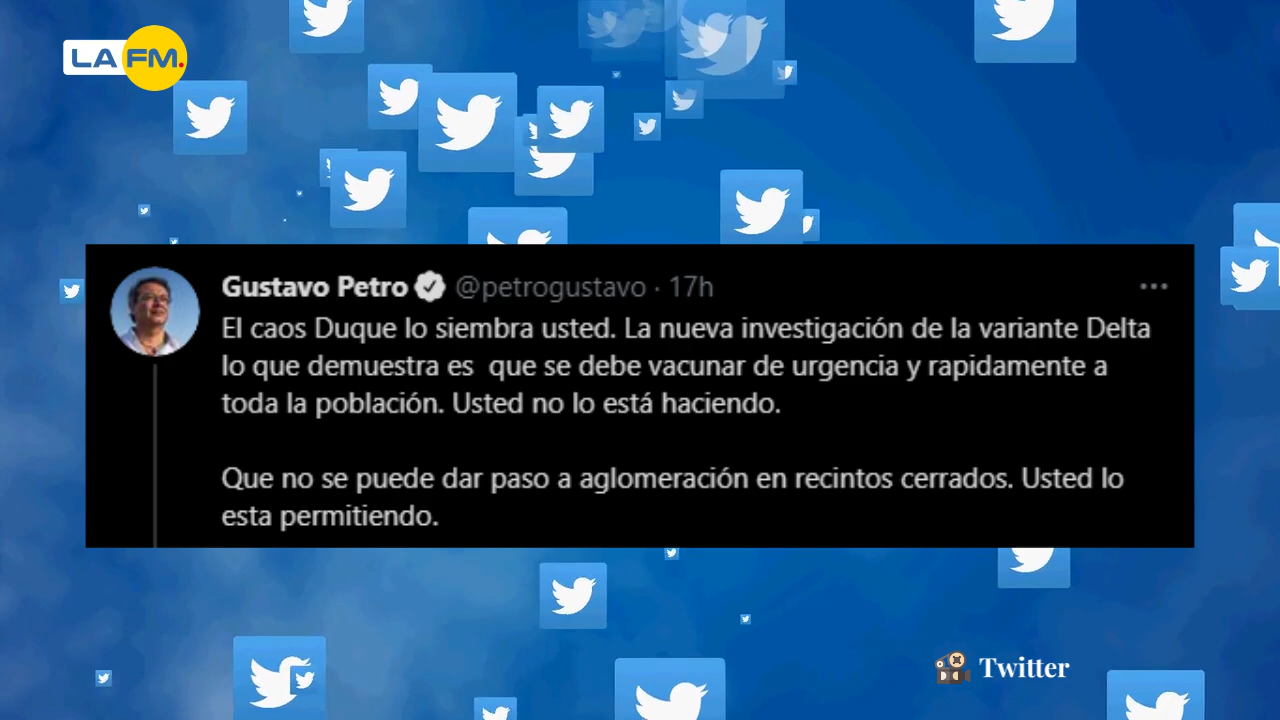 LA FM.
Gustavo Petro @petrogustavo · 17h
El caos Duque lo siembra usted. La nueva investigación de la variante Delta
lo que demuestra es  que se debe vacunar de urgencia y rapidamente a
toda la población. Usted no lo está haciendo.
Que no se puede dar paso a aglomeración en recintos cerrados. Usted lo
esta permitiendo.
Twitter